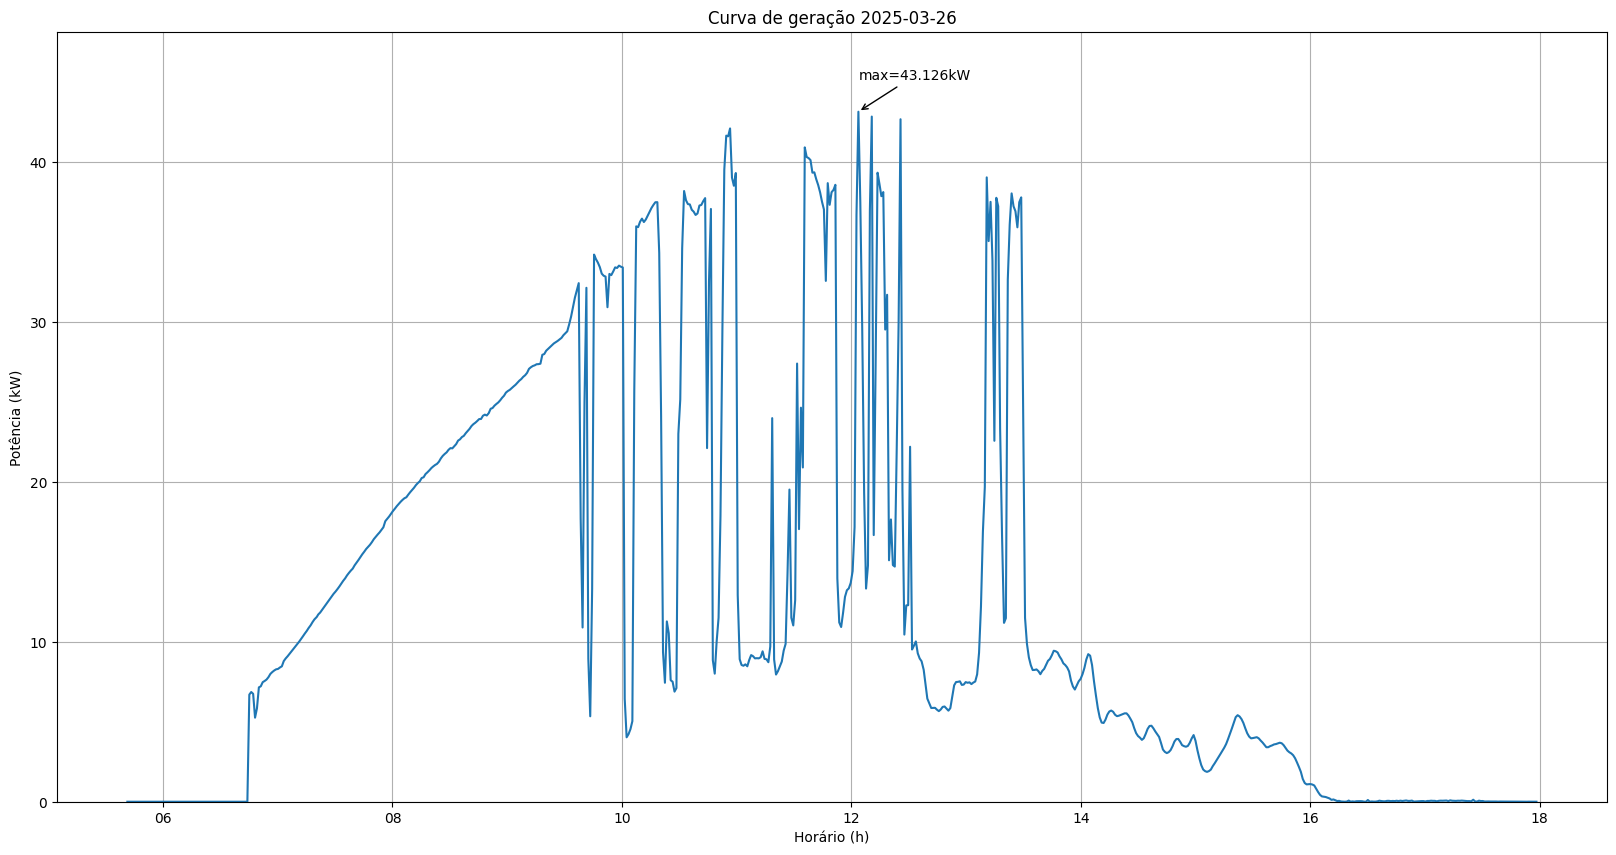 Curva de geração 2025-03-26
max=43.126kW
Potência (kW)
40
30
20
10
0
06 08 10 12 14 16 18
Horário (h)